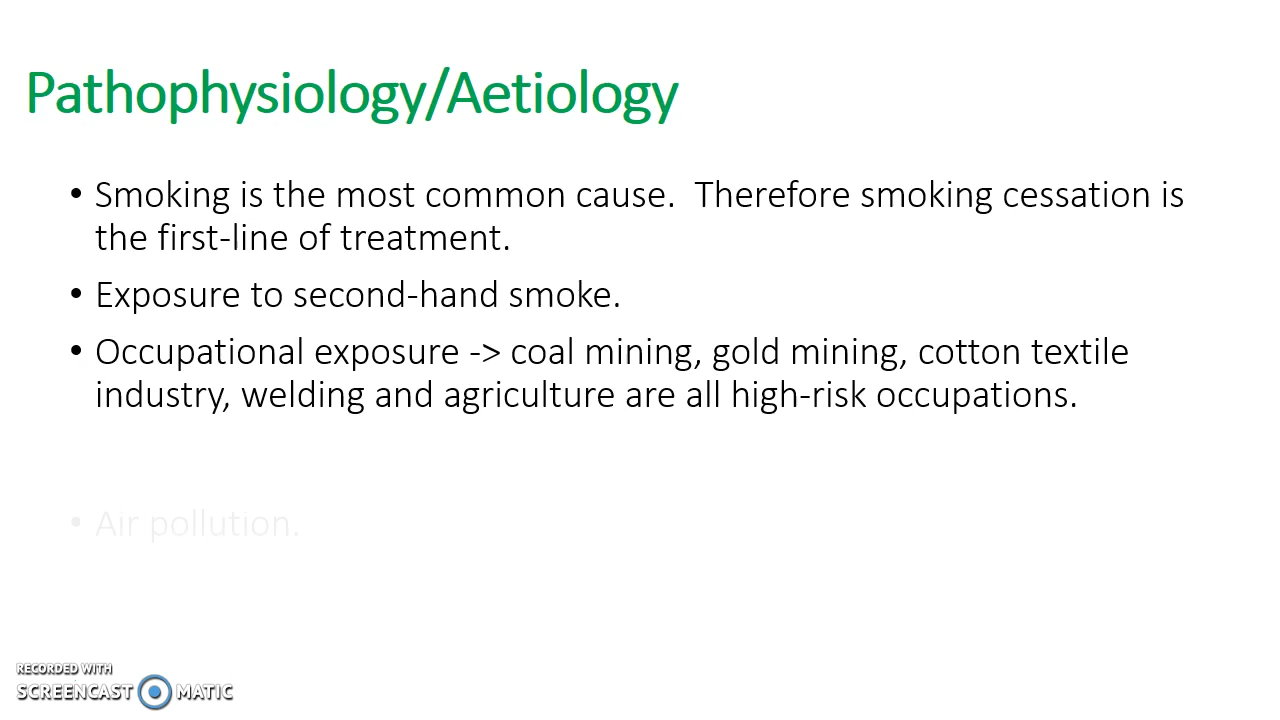 Pathophysiology/Aetiology
• Smoking is the most common cause.  Therefore smoking cessation is
the first-line of treatment.
• Exposure to second-hand smoke.
• Occupational exposure -> coal mining, gold mining, cotton textile
industry, welding and agriculture are all high-risk occupations.
• Air pollution.
RECORDED WITH
SCREENCAST MATIC